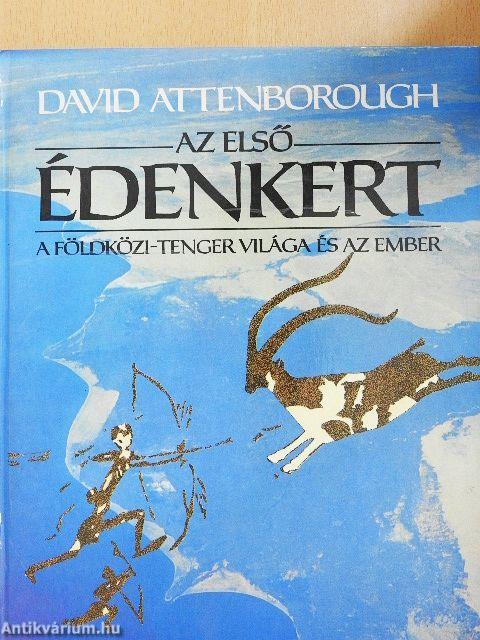 DAVID ATTENBOROUGH
AZ ELSŐ
ÉDENKERT
A FÖLDKÖZI-TENGER VILÁGA ÉS AZ EMBER
Antikvárium.hu